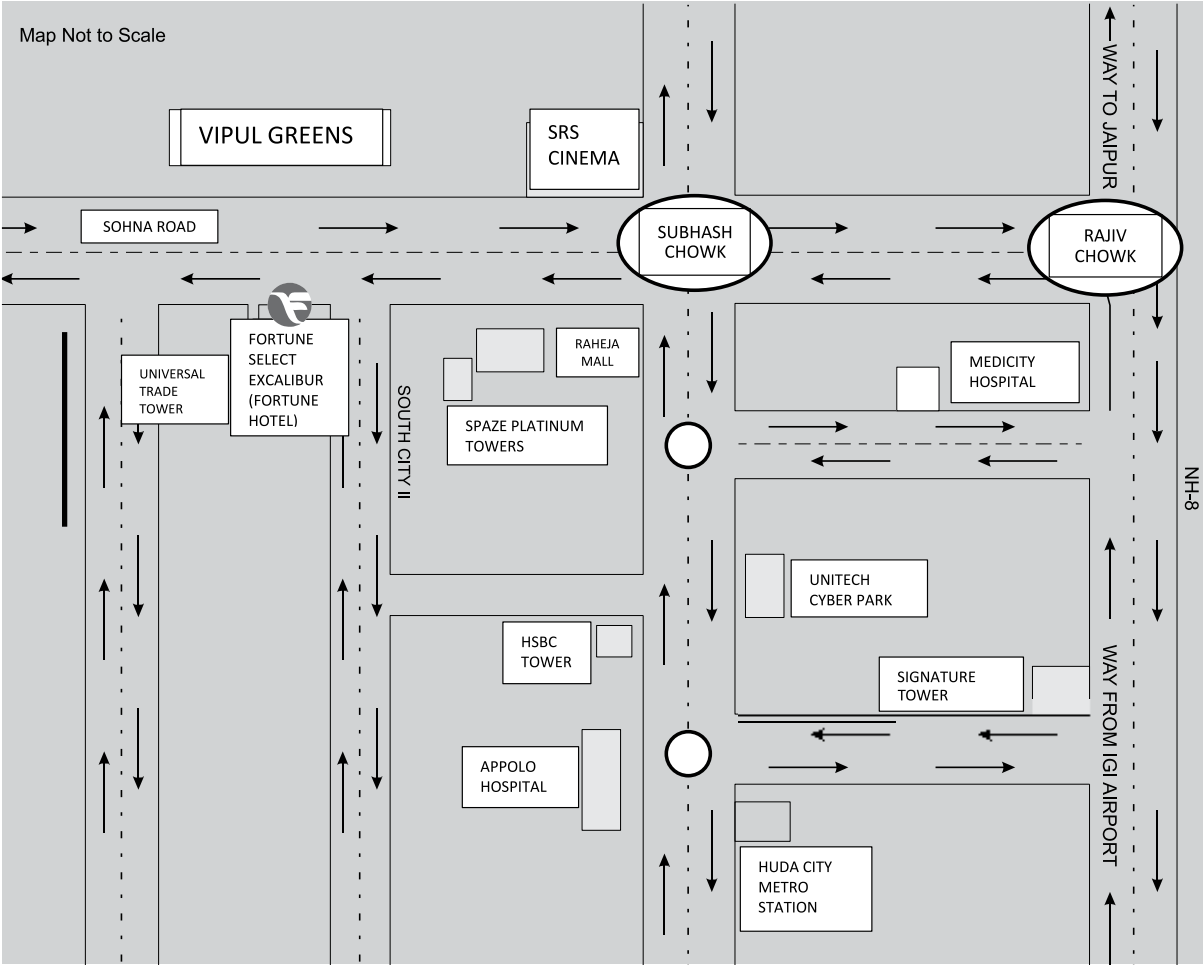 Map Not to Scale
WAY TO JAIPUR
VIPUL GREENS
SRS
CINEMA
SOHNA ROAD
SUBHASH
CHOWK
RAJIV
CHOWK
FORTUNE
SELECT
EXCALIBUR
(FORTUNE
HOTEL)
UNIVERSAL
TRADE
TOWER
SOUTH CITY II
RAHEJA
MALL
SPAZE PLATINUM
TOWERS
MEDICITY
HOSPITAL
NH-8
UNITECH
CYBER PARK
HSBC
TOWER
SIGNATURE
TOWER
WAY FROM IGI AIRPORT
APPOLO
HOSPITAL
HUDA CITY
METRO
STATION